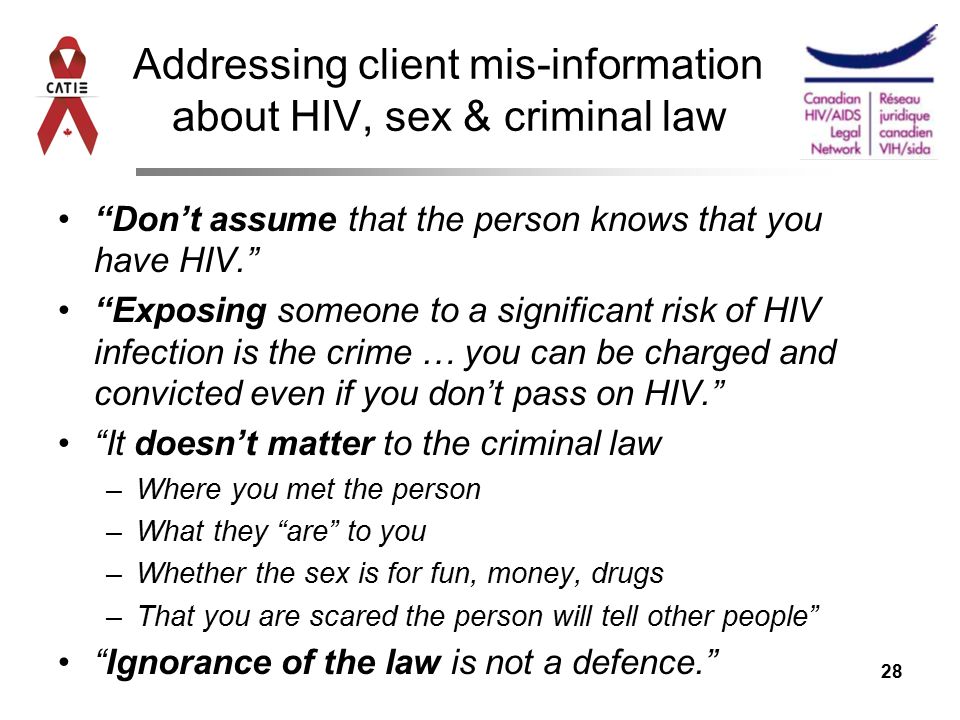 CATIE
Addressing client mis-information
about HIV, sex & criminal law
Canadian
HIV/AIDS
Legal
Network
Réseau
juridique
canadien
VIH/sida
• “Don’t assume that the person knows that you
have HIV.”
• “Exposing someone to a significant risk of HIV
infection is the crime … you can be charged and
convicted even if you don’t pass on HIV.”
• “It doesn’t matter to the criminal law
– Where you met the person
– What they “are” to you
– Whether the sex is for fun, money, drugs
– That you are scared the person will tell other people”
• “Ignorance of the law is not a defence.”
28